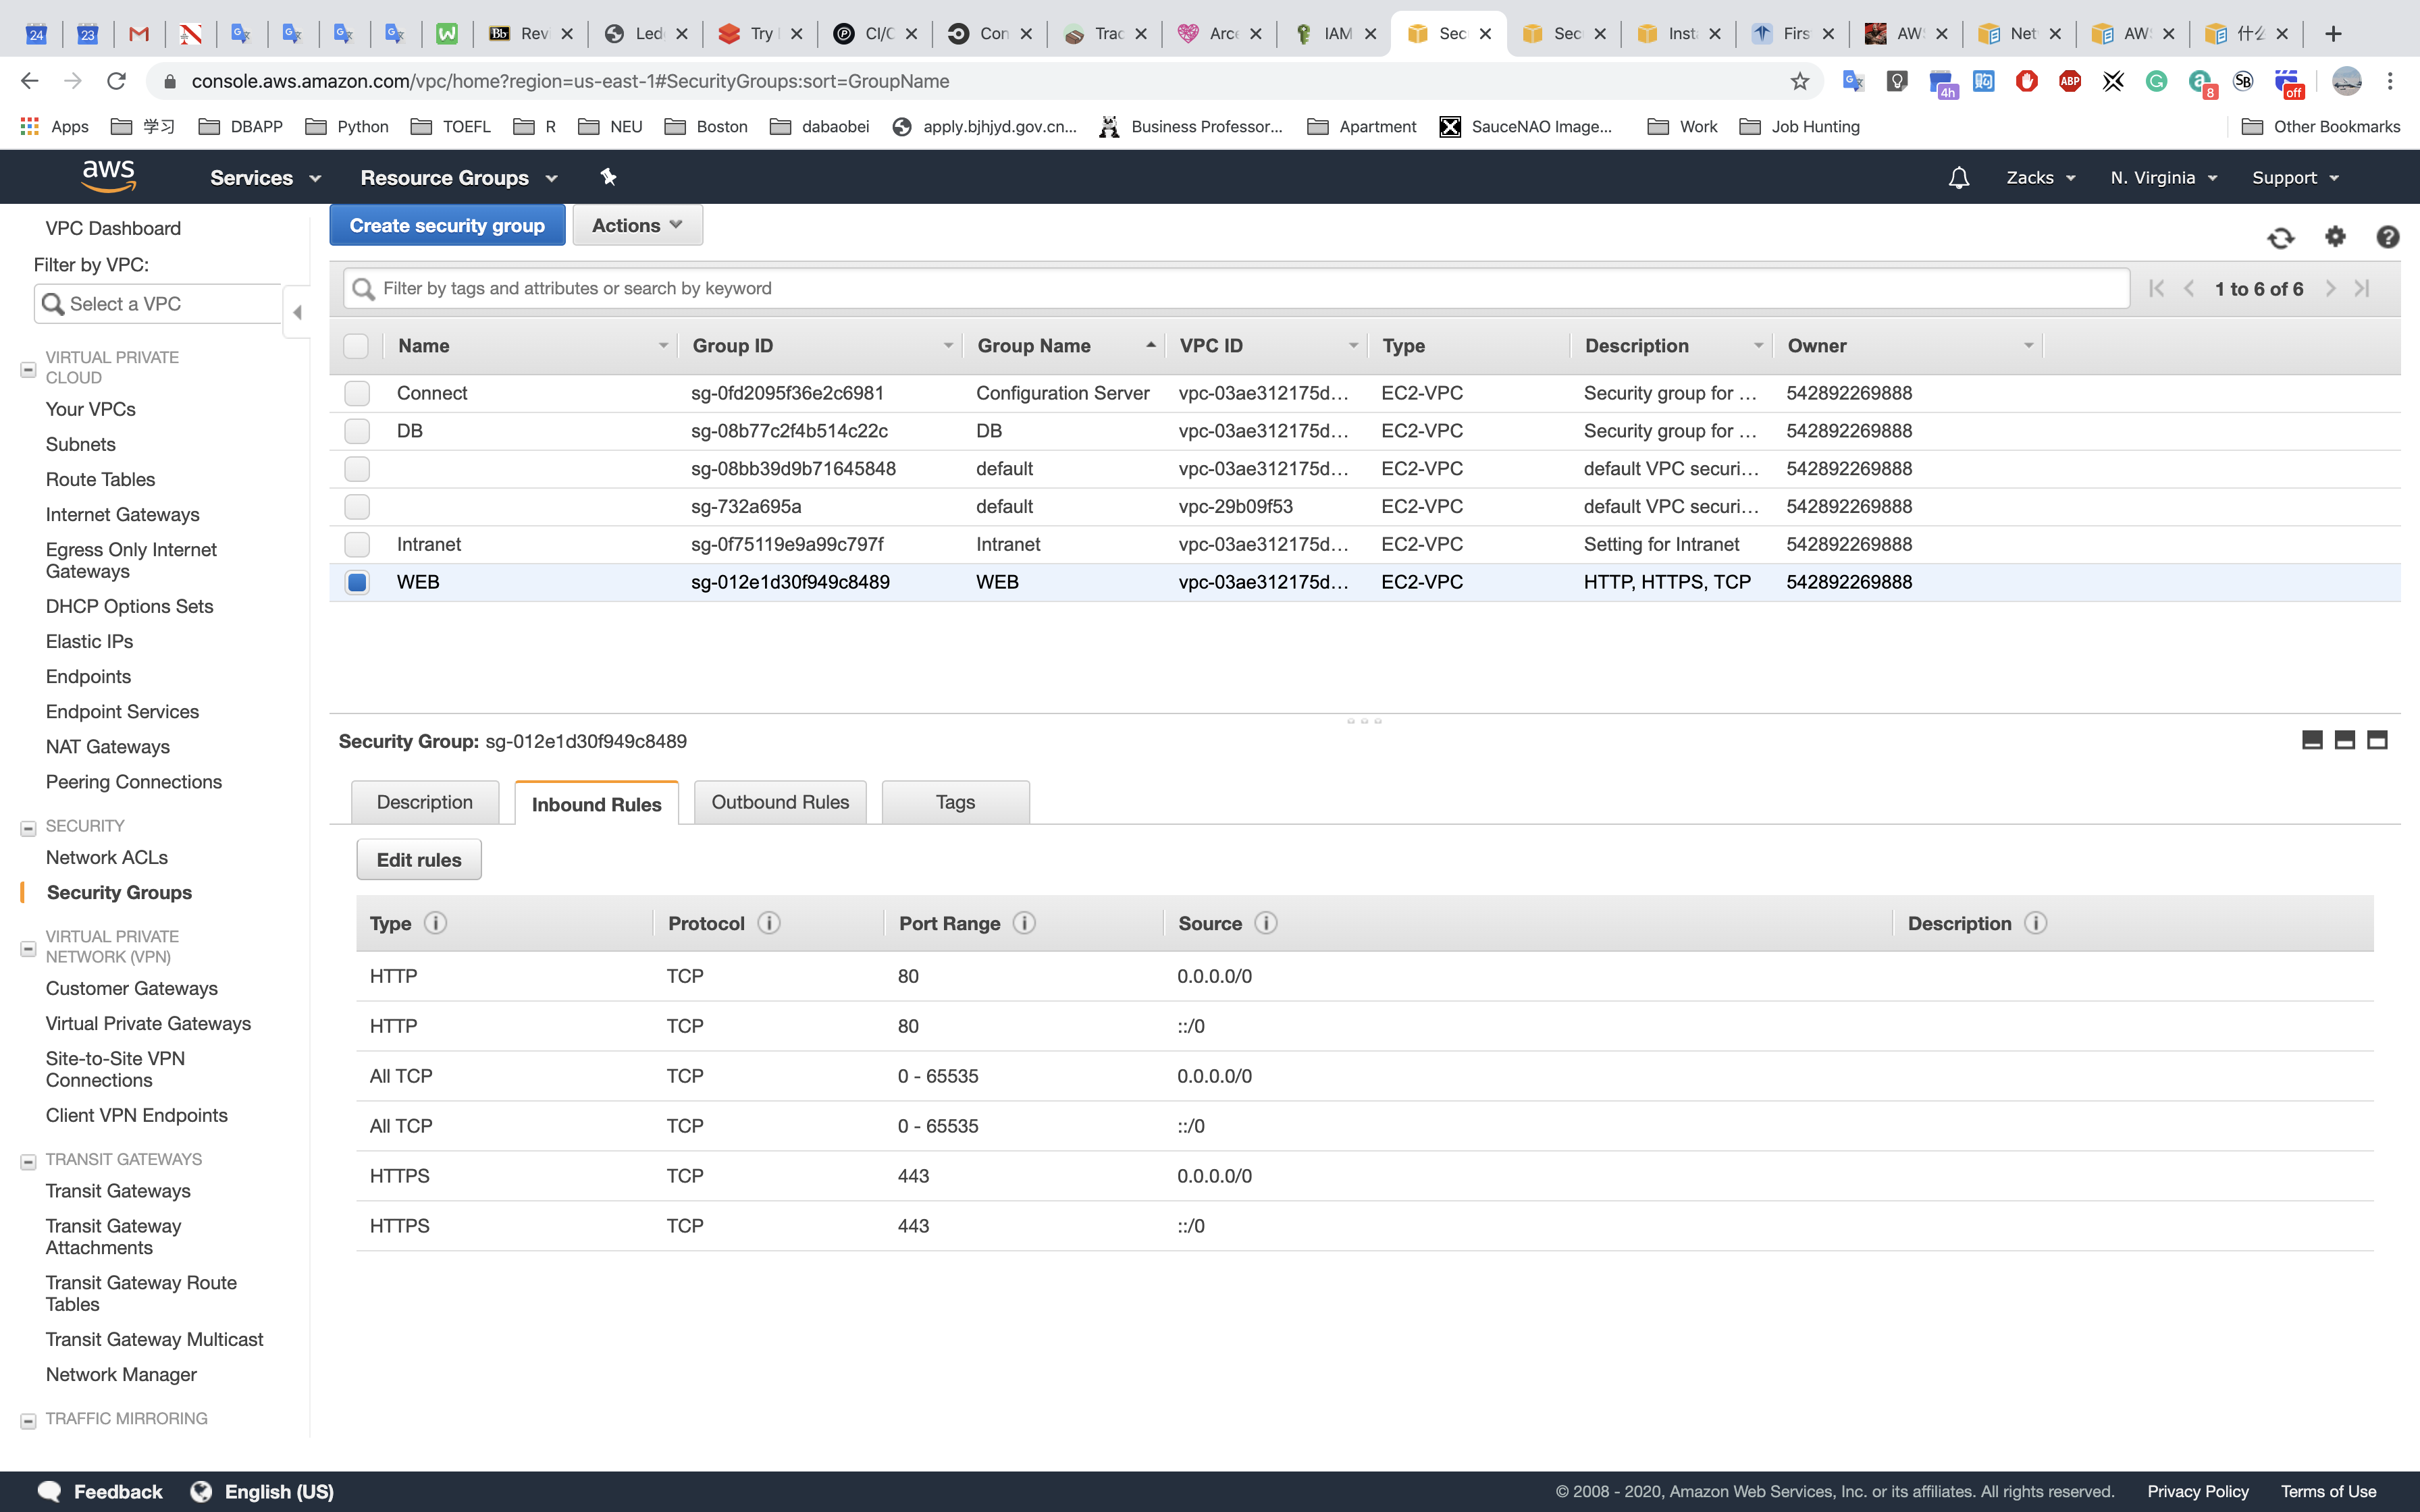 24 23 Rev Led Try CI/C Con Trac Arc IAM Sec Sec Inst Firs AW Net AW 什么
console.aws.amazon.com/vpc/home?region=us-east-1#SecurityGroups:sort=GroupName
4h ABP 8 SB off
Apps 学习 DBAPP Python TOEFL R NEU Boston dabaobei apply.bjhjyd.gov.cn... Business Professor... Apartment SauceNAO Image... Work Job Hunting Other Bookmarks
aws Services Resource Groups Zacks N. Virginia Support
VPC Dashboard
Filter by VPC:
Select a VPC
VIRTUAL PRIVATE
CLOUD
Your VPCs
Subnets
Route Tables
Internet Gateways
Egress Only Internet
Gateways
DHCP Options Sets
Elastic IPs
Endpoints
Endpoint Services
NAT Gateways
Peering Connections
SECURITY
Network ACLs
Security Groups
VIRTUAL PRIVATE
NETWORK (VPN)
Customer Gateways
Virtual Private Gateways
Site-to-Site VPN
Connections
Client VPN Endpoints
TRANSIT GATEWAYS
Transit Gateways
Transit Gateway
Attachments
Transit Gateway Route
Tables
Transit Gateway Multicast
Network Manager
TRAFFIC MIRRORING
Create security group Actions
Filter by tags and attributes or search by keyword 1 to 6 of 6
Name Group ID Group Name VPC ID Type Description Owner
Connect sg-0fd2095f36e2c6981 Configuration Server vpc-03ae312175d... EC2-VPC Security group for ... 542892269888
DB sg-08b77c2f4b514c22c DB vpc-03ae312175d... EC2-VPC Security group for ... 542892269888
sg-08bb39d9b71645848 default vpc-03ae312175d... EC2-VPC default VPC securi... 542892269888
sg-732a695a default vpc-29b09f53 EC2-VPC default VPC securi... 542892269888
Intranet sg-0f75119e9a99c797f Intranet vpc-03ae312175d... EC2-VPC Setting for Intranet 542892269888
WEB sg-012e1d30f949c8489 WEB vpc-03ae312175d... EC2-VPC HTTP, HTTPS, TCP 542892269888
Security Group: sg-012e1d30f949c8489
Description Inbound Rules Outbound Rules Tags
Edit rules
Type Protocol Port Range Source Description
HTTP TCP 80 0.0.0.0/0
HTTP TCP 80 ::/0
All TCP TCP 0 - 65535 0.0.0.0/0
All TCP TCP 0 - 65535 ::/0
HTTPS TCP 443 0.0.0.0/0
HTTPS TCP 443 ::/0
Feedback English (US) © 2008 - 2020, Amazon Web Services, Inc. or its affiliates. All rights reserved. Privacy Policy Terms of Use